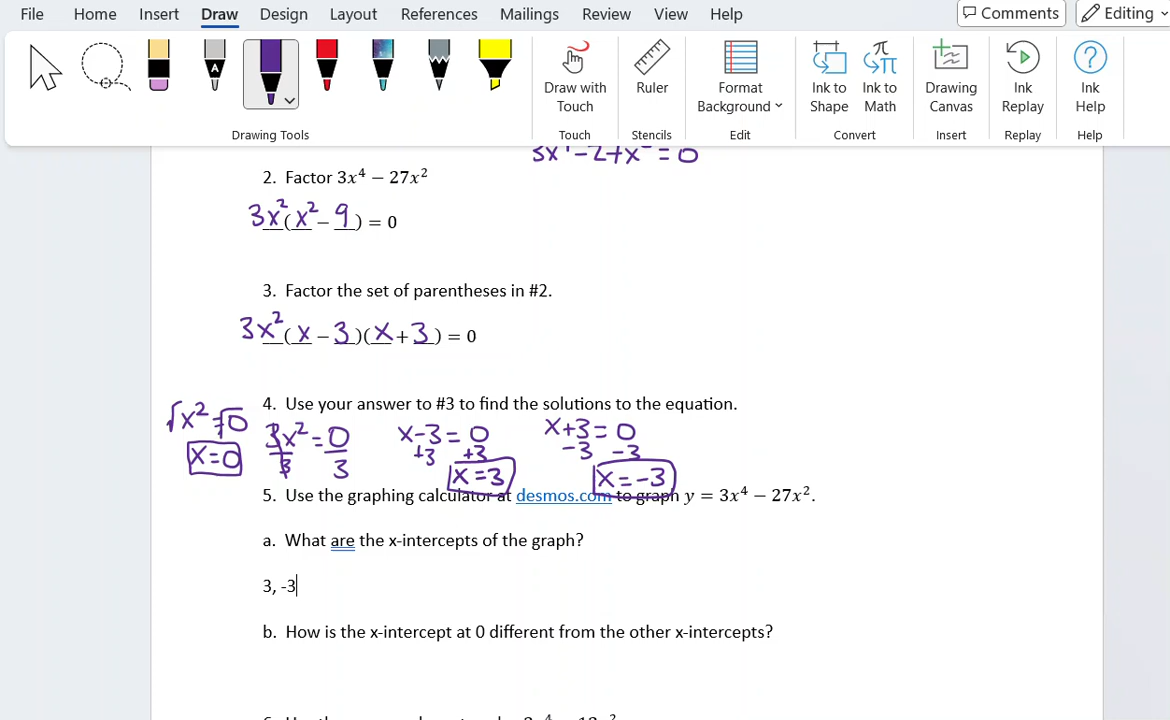 File Home Insert Draw Design Layout References Mailings Review View Help Comments Editing
A
Draw with Touch
Ruler
Format Background
Ink to Shape
Ink to Math
Drawing Canvas
Ink Replay
Ink Help
Drawing Tools Touch Stencils Edit Convert Insert Replay Help
3x⁴ − 27x² = 0
2. Factor 3x⁴ − 27x²
3x²(x² − 9) = 0
3. Factor the set of parentheses in #2.
3x²(x − 3)(x + 3) = 0
4. Use your answer to #3 to find the solutions to the equation.
√x² = √0 3x² = 0 x−3 = 0 x+3 = 0
3 3 +3 +3 −3 −3
x=0 x=3 x=−3
5. Use the graphing calculator at desmos.com to graph y = 3x⁴ − 27x².
a. What are the x-intercepts of the graph?
3, -3
b. How is the x-intercept at 0 different from the other x-intercepts?